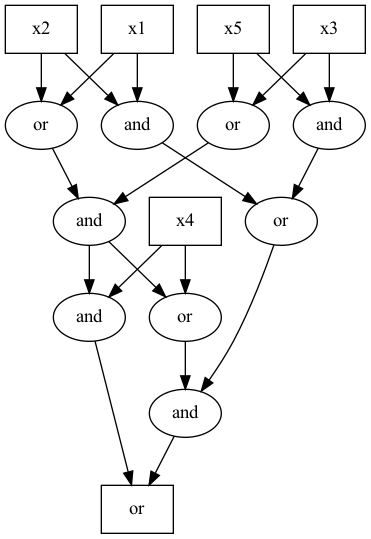 x2 x1 x5 x3
or and or and
and x4 or
and or
and
or